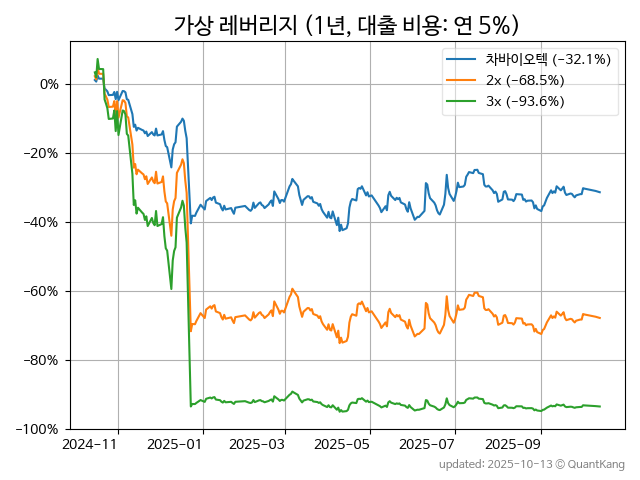 가상 레버리지 (1년, 대출 비용: 연 5%)
차바이오텍 (−32.1%)
2x (−68.5%)
3x (−93.6%)
0%
−20%
−40%
−60%
−80%
−100%
2024−11 2025−01 2025−03 2025−05 2025−07 2025−09
updated: 2025-10-13 ⓒ QuantKang